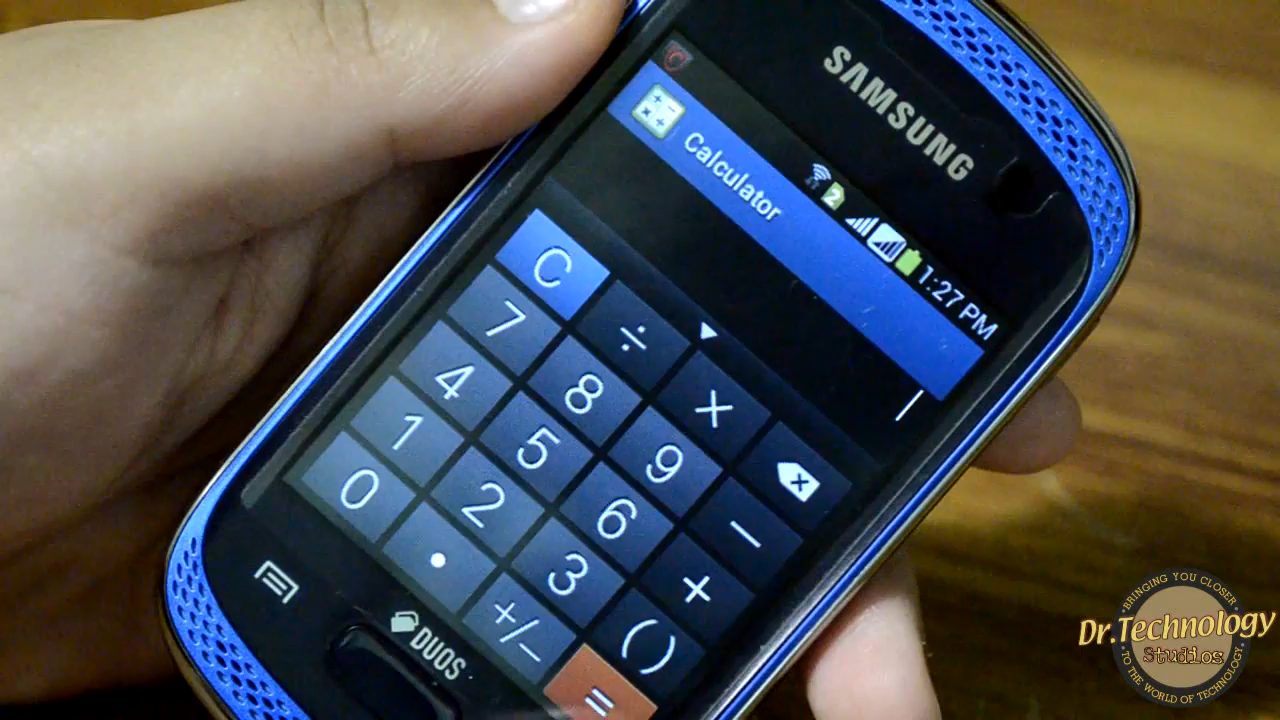 SAMSUNG
2 1:27 PM
Calculator
C ÷ ×
7 8 9 −
4 5 6 +
1 2 3 ( )
0 . +/− =
DUOS
BRINGING YOU CLOSER
Dr.Technology
Studios
TO THE WORLD OF TECHNOLOGY.